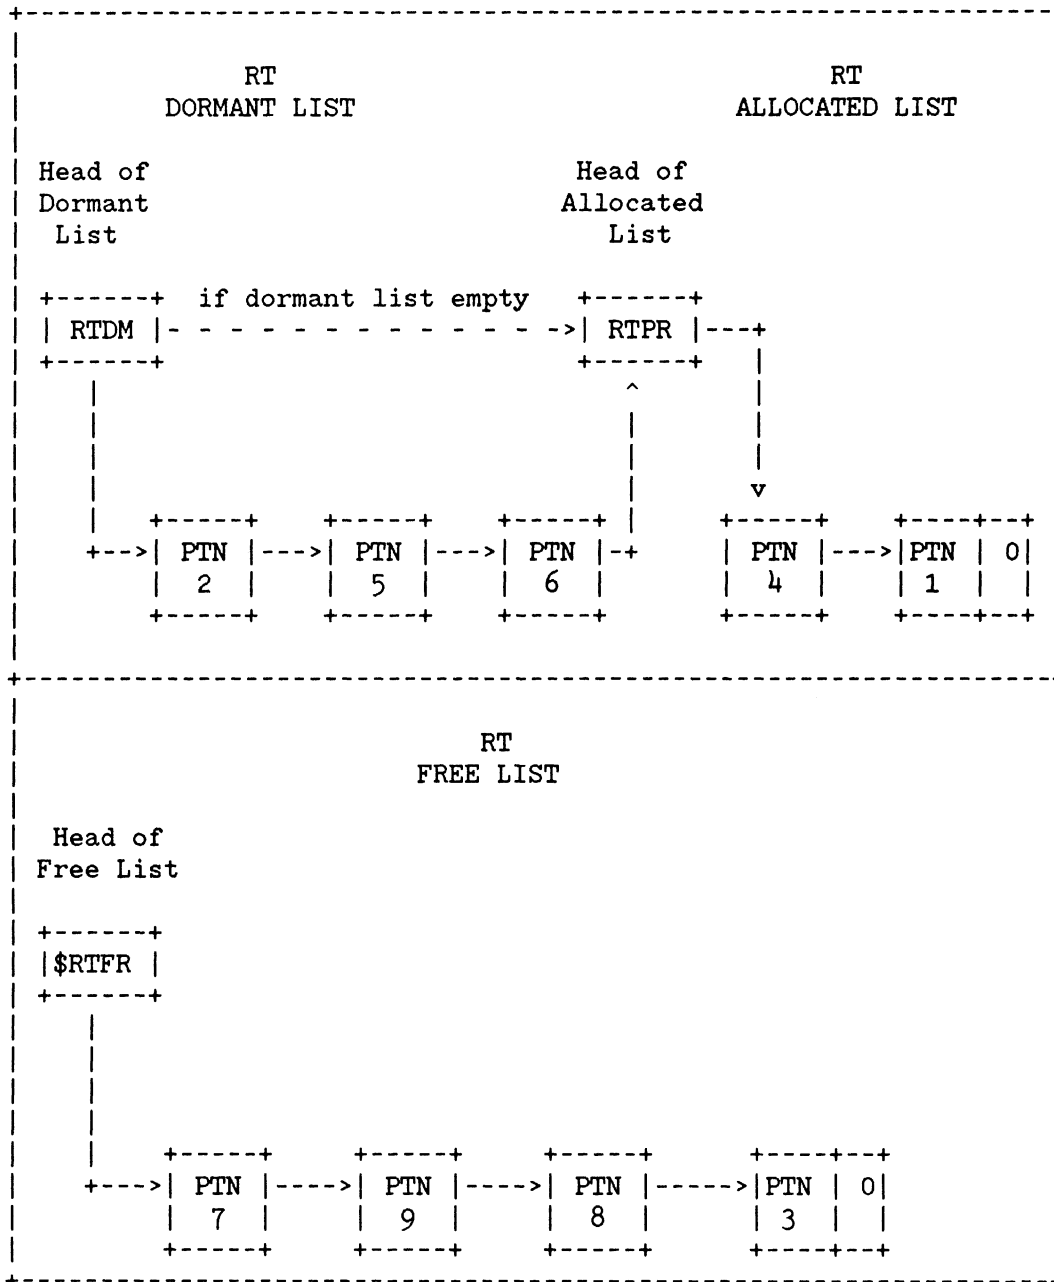 RT RT
DORMANT LIST ALLOCATED LIST
Head of Head of
Dormant Allocated
List List
if dormant list empty
RTDM RTPR
PTN PTN PTN PTN PTN 0
2 5 6 4 1
RT
FREE LIST
Head of
Free List
$RTFR
PTN PTN PTN PTN 0
7 9 8 3